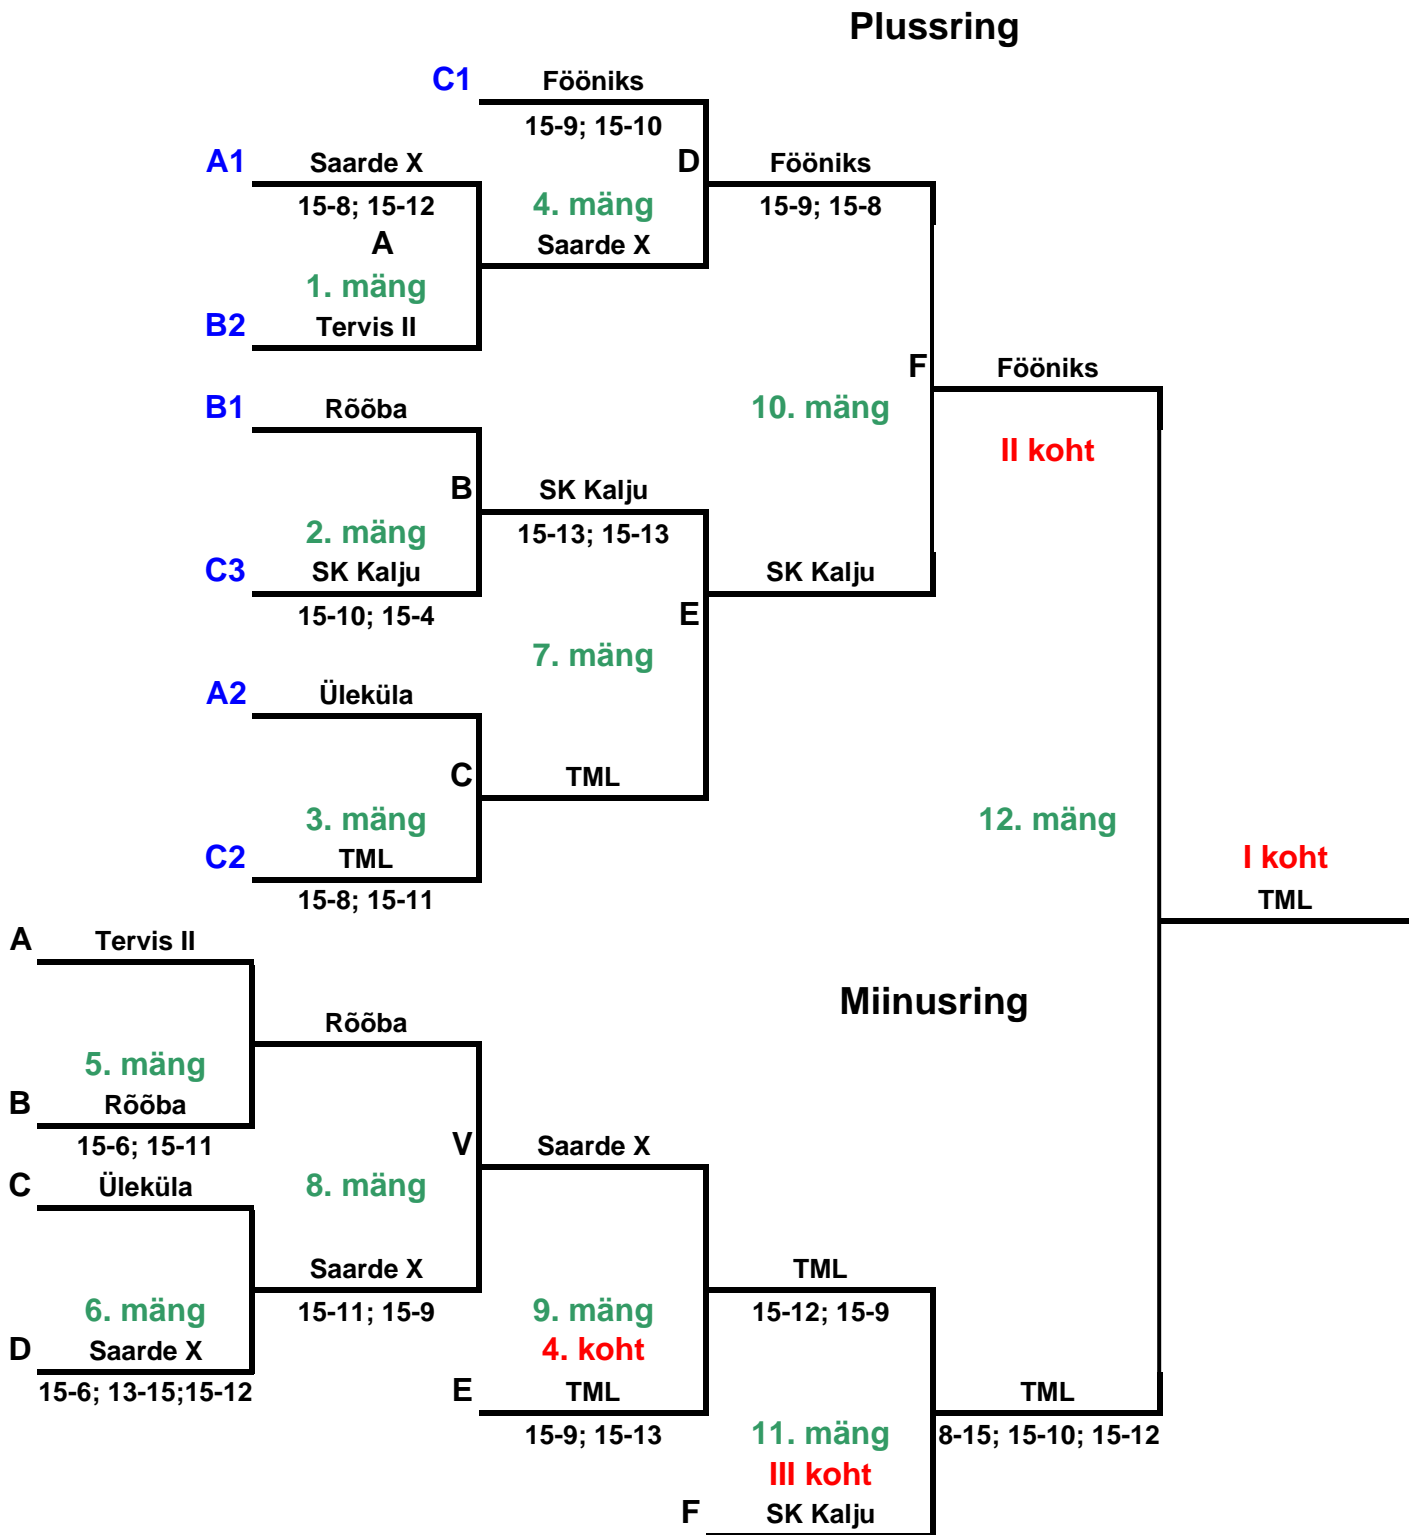 Plussring
C1 Fööniks
15-9; 15-10
A1 Saarde X D Fööniks
15-8; 15-12 4. mäng 15-9; 15-8
A Saarde X
1. mäng
B2 Tervis II
F Fööniks
B1 Rõõba 10. mäng
II koht
B SK Kalju
2. mäng 15-13; 15-13
C3 SK Kalju SK Kalju
15-10; 15-4 E
7. mäng
A2 Üleküla
C TML
3. mäng 12. mäng
C2 TML I koht
15-8; 15-11 TML
A Tervis II
Miinusring
Rõõba
5. mäng
B Rõõba
15-6; 15-11 V Saarde X
C Üleküla 8. mäng
Saarde X TML
6. mäng 15-11; 15-9 9. mäng 15-12; 15-9
D Saarde X 4. koht
15-6; 13-15;15-12 E TML TML
15-9; 15-13 11. mäng 8-15; 15-10; 15-12
III koht
F SK Kalju